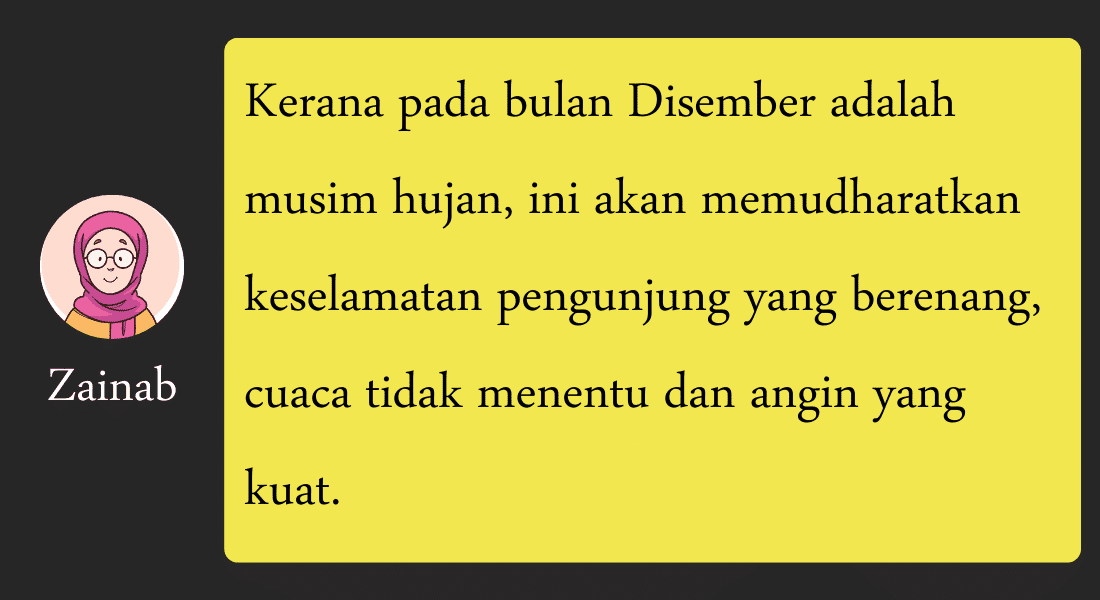 Kerana pada bulan Disember adalah
musim hujan, ini akan memudharatkan
keselamatan pengunjung yang berenang,
cuaca tidak menentu dan angin yang
kuat.
Zainab